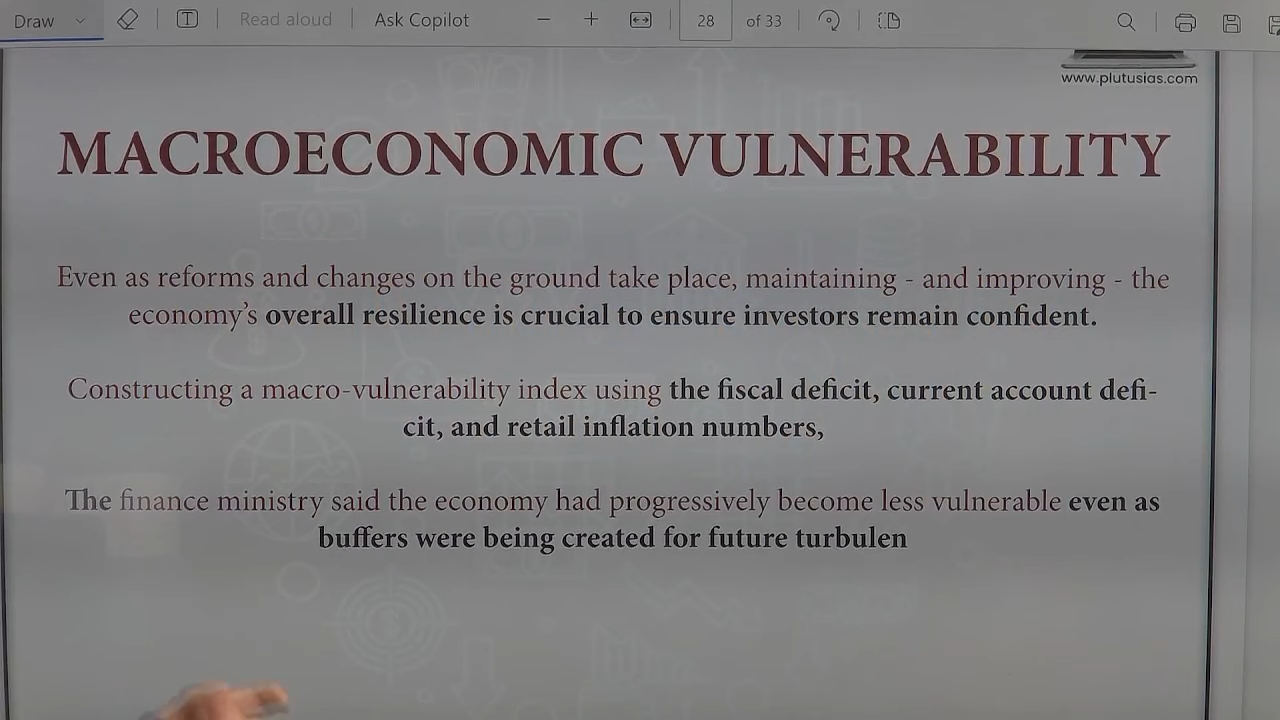 Draw
Read aloud
Ask Copilot
28
of 33
www.plutusias.com
MACROECONOMIC VULNERABILITY
Even as reforms and changes on the ground take place, maintaining - and improving - the
economy's overall resilience is crucial to ensure investors remain confident.
Constructing a macro-vulnerability index using the fiscal deficit, current account defi-
cit, and retail inflation numbers,
The finance ministry said the economy had progressively become less vulnerable even as
buffers were being created for future turbulen